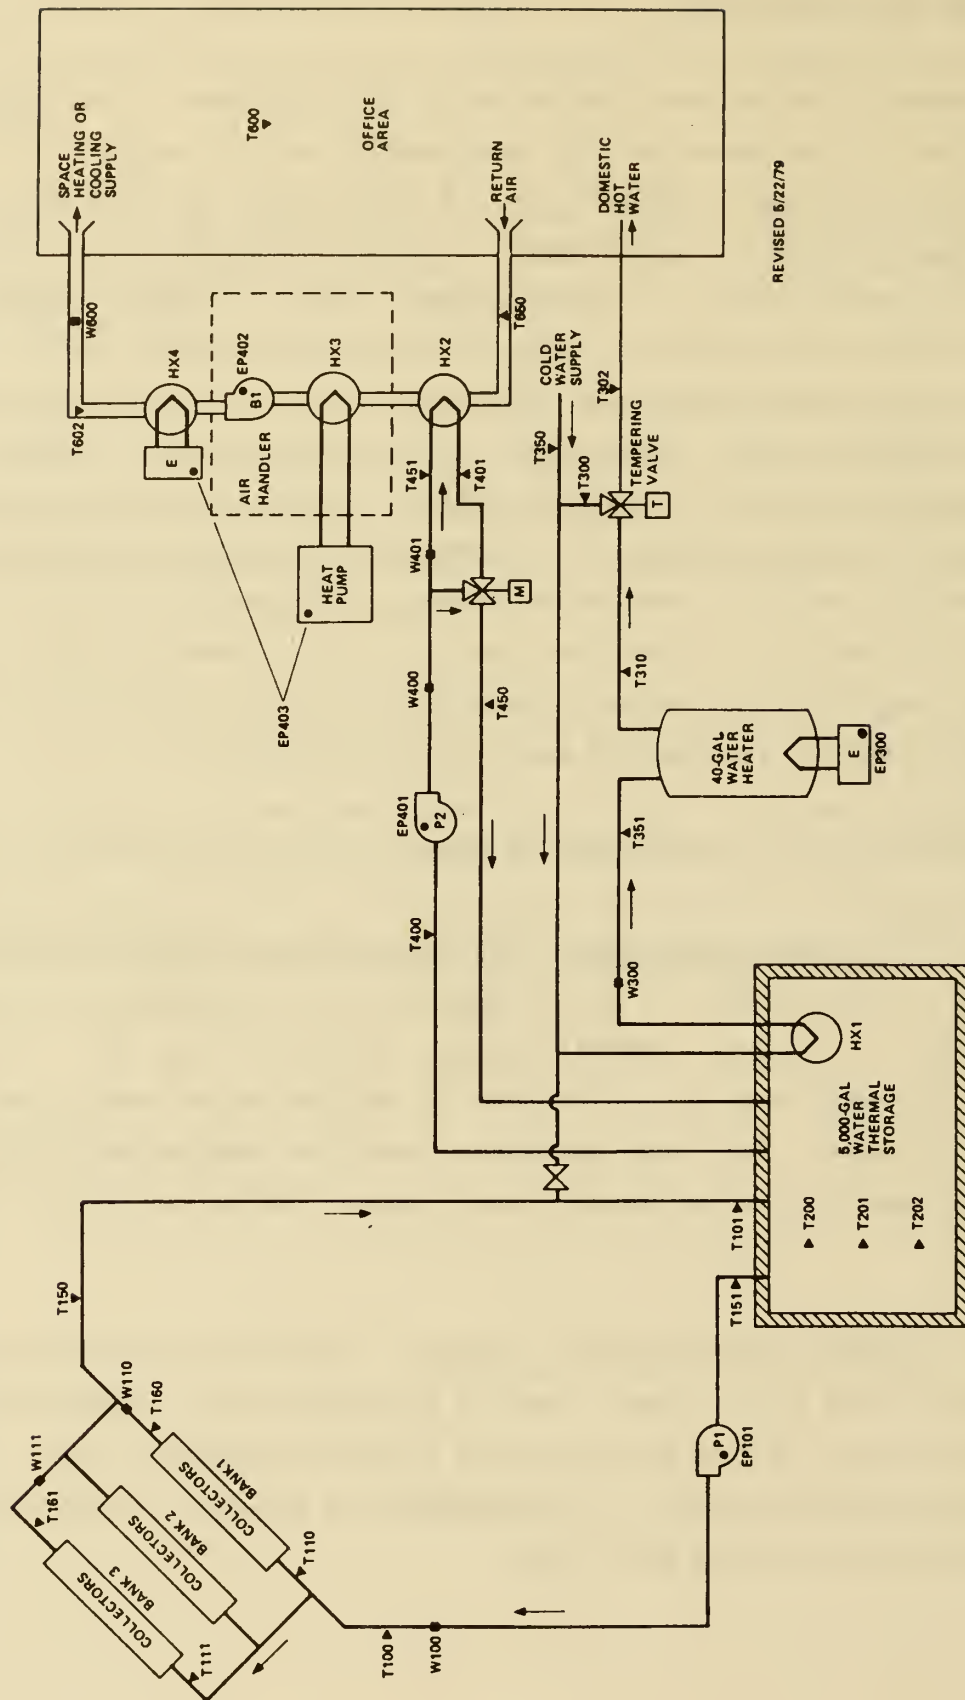 SPACE
HEATING OR
COOLING
SUPPLY
T600
OFFICE
AREA
RETURN
AIR
DOMESTIC
HOT
WATER
REVISED 5/22/79
W600
T602
HX4
E
EP402
B1
HX3
AIR
HANDLER
HX2
T650
HEAT
PUMP
EP403
T451
T401
W401
M
W400
T450
EP401
P2
T400
COLD
WATER
SUPPLY
T350
T300
T302
TEMPERING
VALVE
T
T310
40-GAL
WATER
HEATER
E
EP300
T351
W300
HX1
5,000-GAL
WATER
THERMAL
STORAGE
T200
T201
T202
T101
T151
T150
W110
T160
W111
T161
COLLECTORS
BANK 1
COLLECTORS
BANK 2
COLLECTORS
BANK 3
T110
T111
T100
W100
P1
EP101